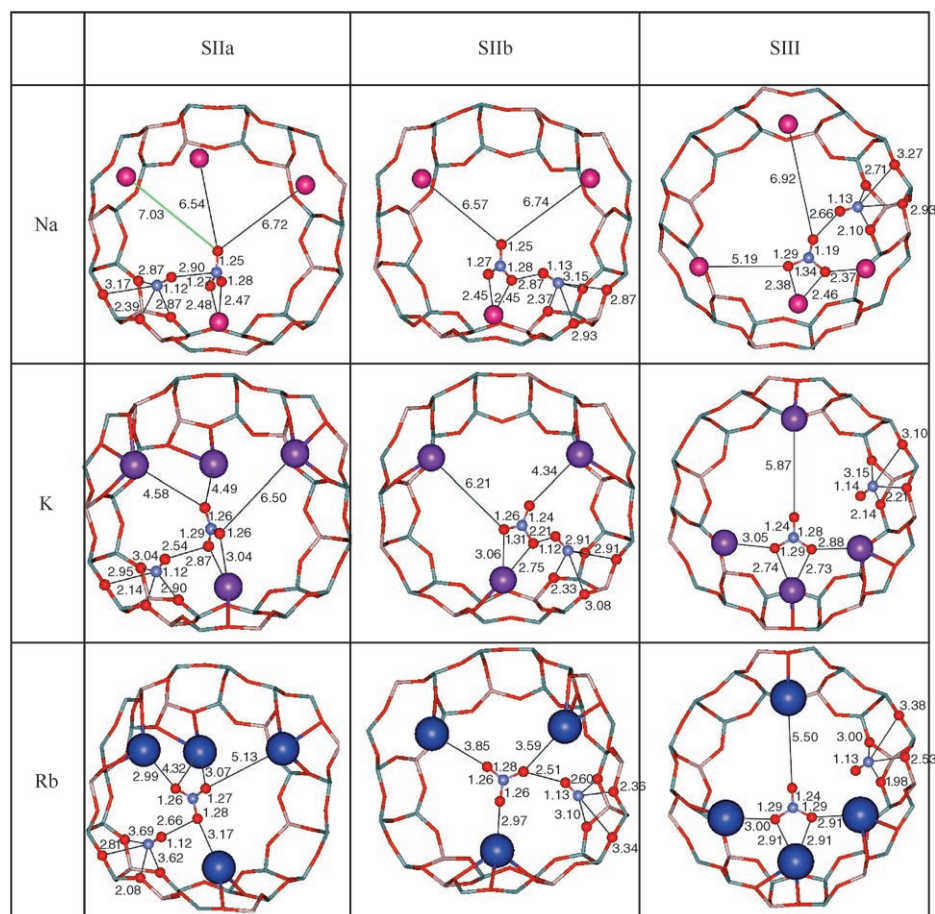 SIIa SIIb SIII
Na
7.03 6.54 6.72
1.25
2.87 2.90 1.27 1.28
3.17 1.12
2.39 2.87 2.48 2.47
6.57 6.74
1.25
1.27 1.28 1.13
2.87 3.15
2.45 2.45 2.37 2.87
2.93
3.27
2.71
6.92 1.13
2.66 2.93
2.10
1.19
5.19 1.29 1.34 2.37
2.38 2.46
K
4.58 4.49 6.50
1.26
1.29 1.26
2.54
3.04 2.87 3.04
2.95 1.12
2.14 2.90
6.21 4.34
1.26 1.24
2.21
1.31 2.91
3.06 1.12 2.91
2.75 2.33
3.08
3.10
5.87 3.15
1.14 2.21
2.14
1.24 1.28
3.05 1.29 2.88
2.74 2.73
Rb
5.13
2.99 4.32 3.07
1.26 1.27
1.28
3.69 2.66
2.81 1.12 3.17
3.62
2.08
3.85 3.59
1.28 2.51
1.26 2.60
1.26 1.13 2.36
2.97 3.10
3.34
3.38
3.00
5.50 1.13 2.53
1.98
1.24
1.29 1.29
3.00 2.91
2.91 2.91